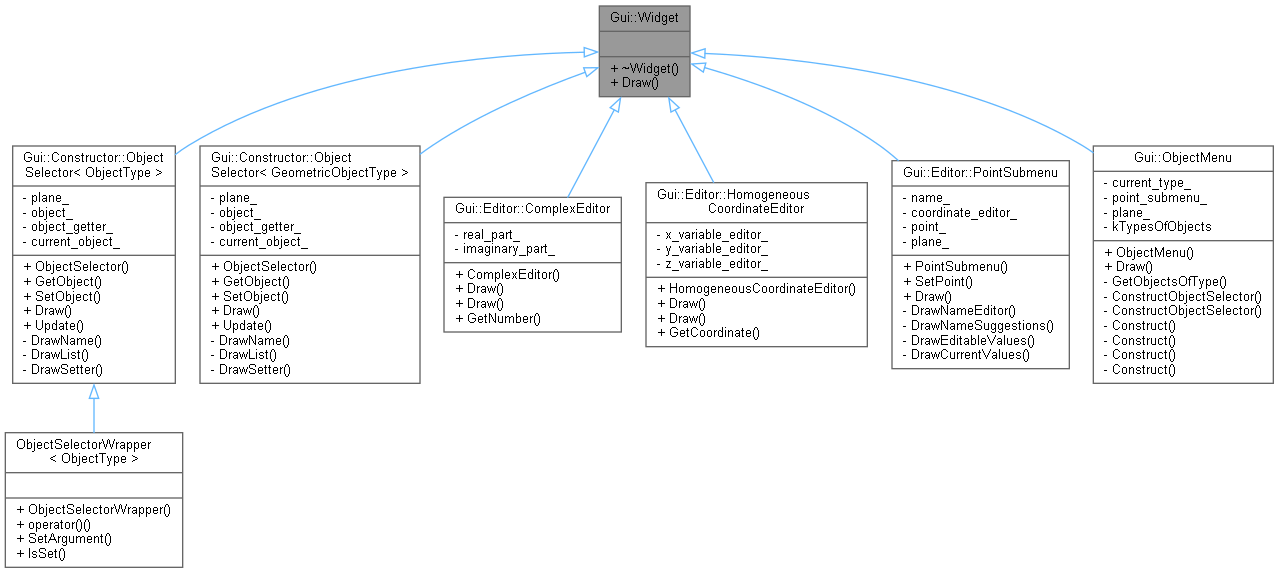 Gui::Widget
+ ~Widget()
+ Draw()
Gui::Constructor::Object
Selector< ObjectType >
- plane_
- object_
- object_getter_
- current_object_
+ ObjectSelector()
+ GetObject()
+ SetObject()
+ Draw()
+ Update()
- DrawName()
- DrawList()
- DrawSetter()
Gui::Constructor::Object
Selector< GeometricObjectType >
- plane_
- object_
- object_getter_
- current_object_
+ ObjectSelector()
+ GetObject()
+ SetObject()
+ Draw()
+ Update()
- DrawName()
- DrawList()
- DrawSetter()
Gui::Editor::ComplexEditor
- real_part_
- imaginary_part_
+ ComplexEditor()
+ Draw()
+ Draw()
+ GetNumber()
Gui::Editor::Homogeneous
CoordinateEditor
- x_variable_editor_
- y_variable_editor_
- z_variable_editor_
+ HomogeneousCoordinateEditor()
+ Draw()
+ Draw()
+ GetCoordinate()
Gui::Editor::PointSubmenu
- name_
- coordinate_editor_
- point_
- plane_
+ PointSubmenu()
+ SetPoint()
+ Draw()
- DrawNameEditor()
- DrawNameSuggestions()
- DrawEditableValues()
- DrawCurrentValues()
Gui::ObjectMenu
- current_type_
- point_submenu_
- plane_
- kTypesOfObjects
+ ObjectMenu()
+ Draw()
- GetObjectsOfType()
- ConstructObjectSelector()
- ConstructObjectSelector()
- Construct()
- Construct()
- Construct()
- Construct()
ObjectSelectorWrapper
< ObjectType >
+ ObjectSelectorWrapper()
+ operator()()
+ SetArgument()
+ IsSet()